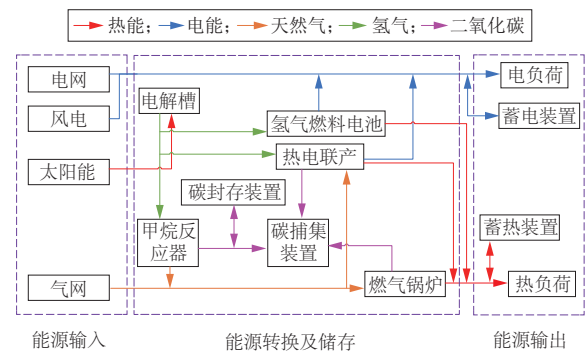 热能; 电能; 天然气; 氢气; 二氧化碳
电网
风电
太阳能
气网
电解槽
氢气燃料电池
热电联产
碳封存装置
甲烷反
应器
碳捕集
装置
燃气锅炉
电负荷
蓄电装置
蓄热装置
热负荷
能源输入
能源转换及储存
能源输出